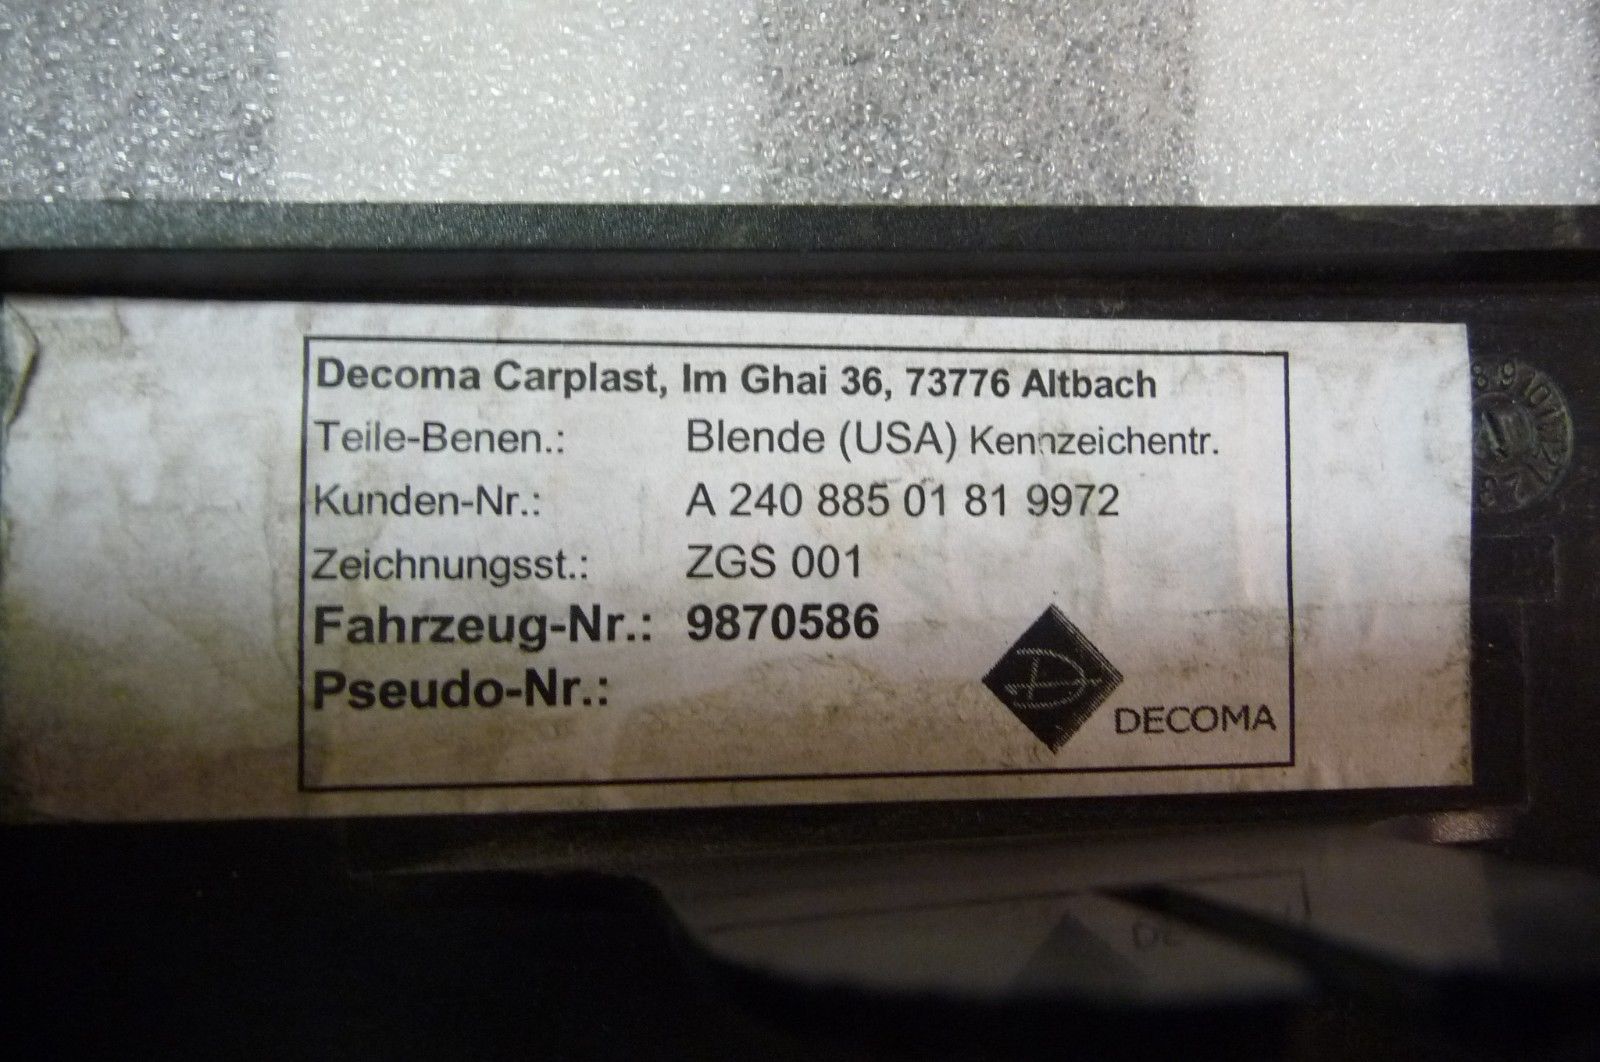 Decoma Carplast, Im Ghai 36, 73776 Altbach
Teile-Benen.: Blende (USA) Kennzeichentr.
Kunden-Nr.: A 240 885 01 81 9972
Zeichnungsst.: ZGS 001
Fahrzeug-Nr.: 9870586
Pseudo-Nr.:
DECOMA